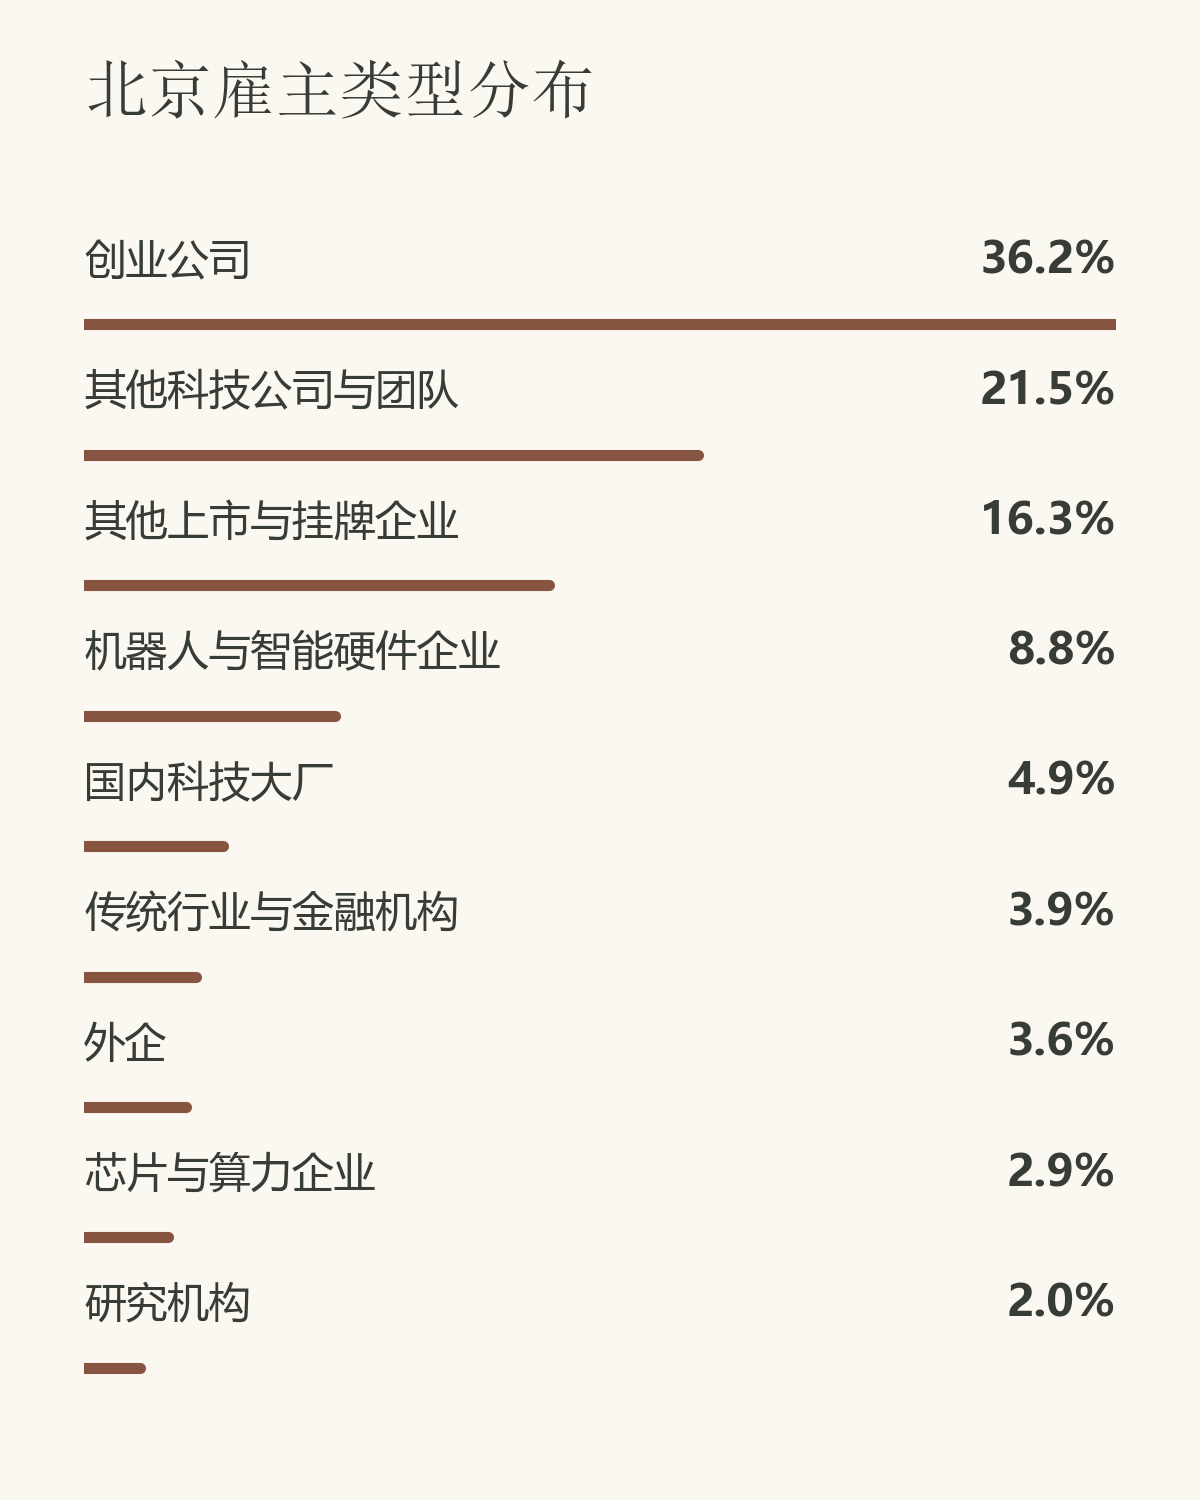 北京雇主类型分布
创业公司 36.2%
其他科技公司与团队 21.5%
其他上市与挂牌企业 16.3%
机器人与智能硬件企业 8.8%
国内科技大厂 4.9%
传统行业与金融机构 3.9%
外企 3.6%
芯片与算力企业 2.9%
研究机构 2.0%